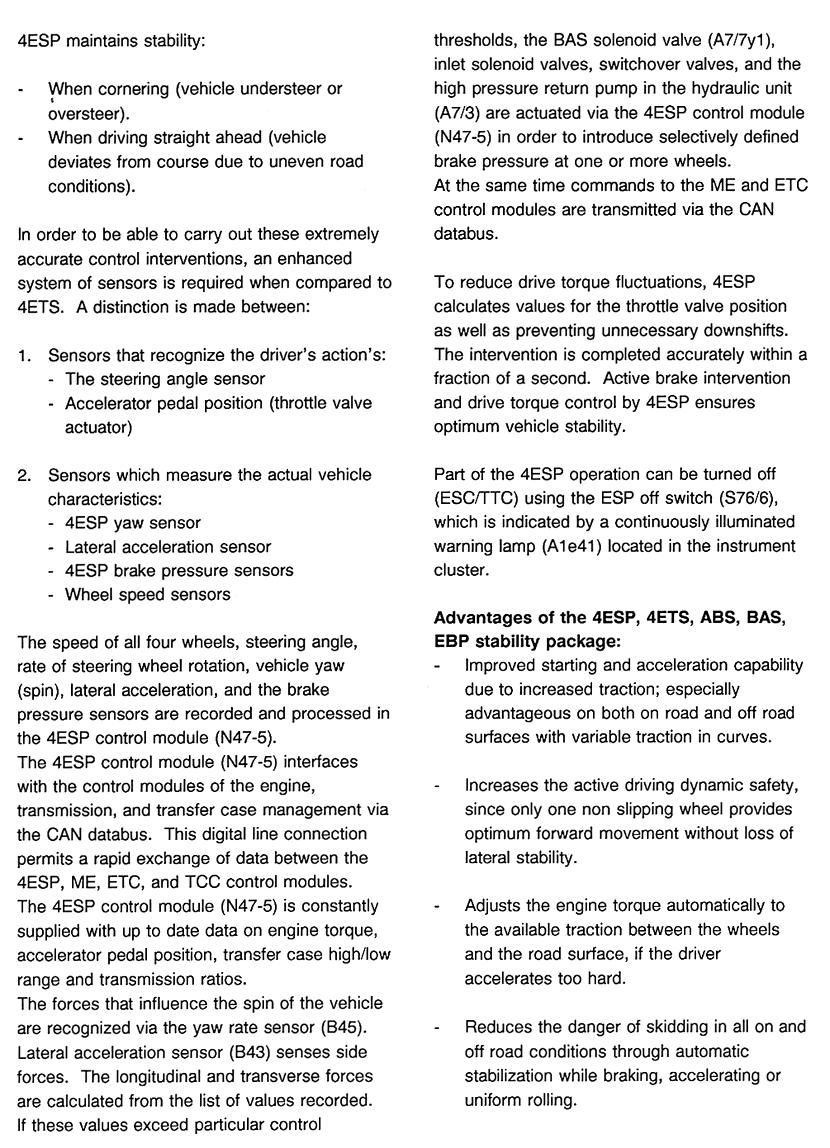 4ESP maintains stability:
- When cornering (vehicle understeer or
oversteer).
- When driving straight ahead (vehicle
deviates from course due to uneven road
conditions).
In order to be able to carry out these extremely
accurate control interventions, an enhanced
system of sensors is required when compared to
4ETS. A distinction is made between:
1. Sensors that recognize the driver's action's:
- The steering angle sensor
- Accelerator pedal position (throttle valve
actuator)
2. Sensors which measure the actual vehicle
characteristics:
- 4ESP yaw sensor
- Lateral acceleration sensor
- 4ESP brake pressure sensors
- Wheel speed sensors
The speed of all four wheels, steering angle,
rate of steering wheel rotation, vehicle yaw
(spin), lateral acceleration, and the brake
pressure sensors are recorded and processed in
the 4ESP control module (N47-5).
The 4ESP control module (N47-5) interfaces
with the control modules of the engine,
transmission, and transfer case management via
the CAN databus. This digital line connection
permits a rapid exchange of data between the
4ESP, ME, ETC, and TCC control modules.
The 4ESP control module (N47-5) is constantly
supplied with up to date data on engine torque,
accelerator pedal position, transfer case high/low
range and transmission ratios.
The forces that influence the spin of the vehicle
are recognized via the yaw rate sensor (B45).
Lateral acceleration sensor (B43) senses side
forces. The longitudinal and transverse forces
are calculated from the list of values recorded.
If these values exceed particular control
thresholds, the BAS solenoid valve (A7/7y1),
inlet solenoid valves, switchover valves, and the
high pressure return pump in the hydraulic unit
(A7/3) are actuated via the 4ESP control module
(N47-5) in order to introduce selectively defined
brake pressure at one or more wheels.
At the same time commands to the ME and ETC
control modules are transmitted via the CAN
databus.
To reduce drive torque fluctuations, 4ESP
calculates values for the throttle valve position
as well as preventing unnecessary downshifts.
The intervention is completed accurately within a
fraction of a second. Active brake intervention
and drive torque control by 4ESP ensures
optimum vehicle stability.
Part of the 4ESP operation can be turned off
(ESC/TTC) using the ESP off switch (S76/6),
which is indicated by a continuously illuminated
warning lamp (A1e41) located in the instrument
cluster.
Advantages of the 4ESP, 4ETS, ABS, BAS,
EBP stability package:
- Improved starting and acceleration capability
due to increased traction; especially
advantageous on both on road and off road
surfaces with variable traction in curves.
- Increases the active driving dynamic safety,
since only one non slipping wheel provides
optimum forward movement without loss of
lateral stability.
- Adjusts the engine torque automatically to
the available traction between the wheels
and the road surface, if the driver
accelerates too hard.
- Reduces the danger of skidding in all on and
off road conditions through automatic
stabilization while braking, accelerating or
uniform rolling.